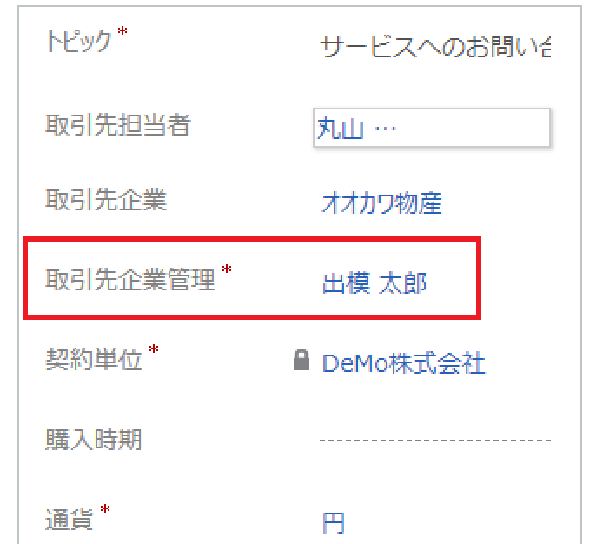 トピック*
サービスへのお問い合
取引先担当者
丸山 …
取引先企業
オオカワ物産
取引先企業管理*
出模 太郎
契約単位*
DeMo株式会社
購入時期
--------------------
通貨*
円